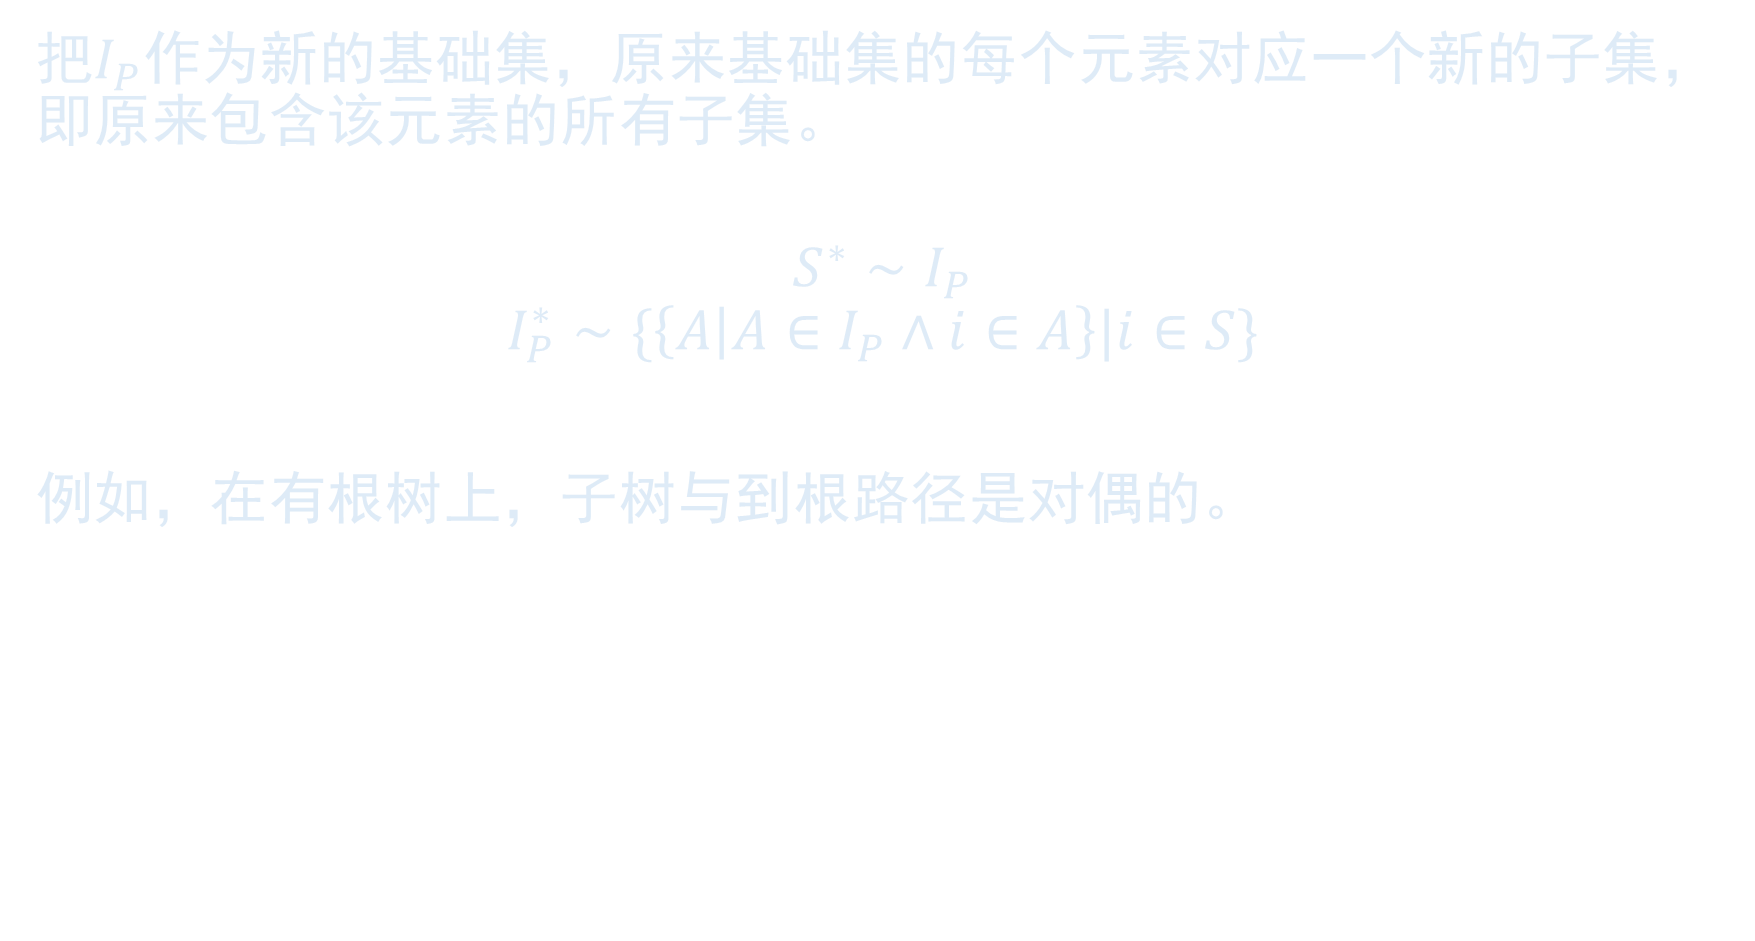 把I_P作为新的基础集，原来基础集的每个元素对应一个新的子集，
即原来包含该元素的所有子集。
S^* ~ I_P
I_P^* ~ {{A|A ∈ I_P ∧ i ∈ A}|i ∈ S}
例如，在有根树上，子树与到根路径是对偶的。